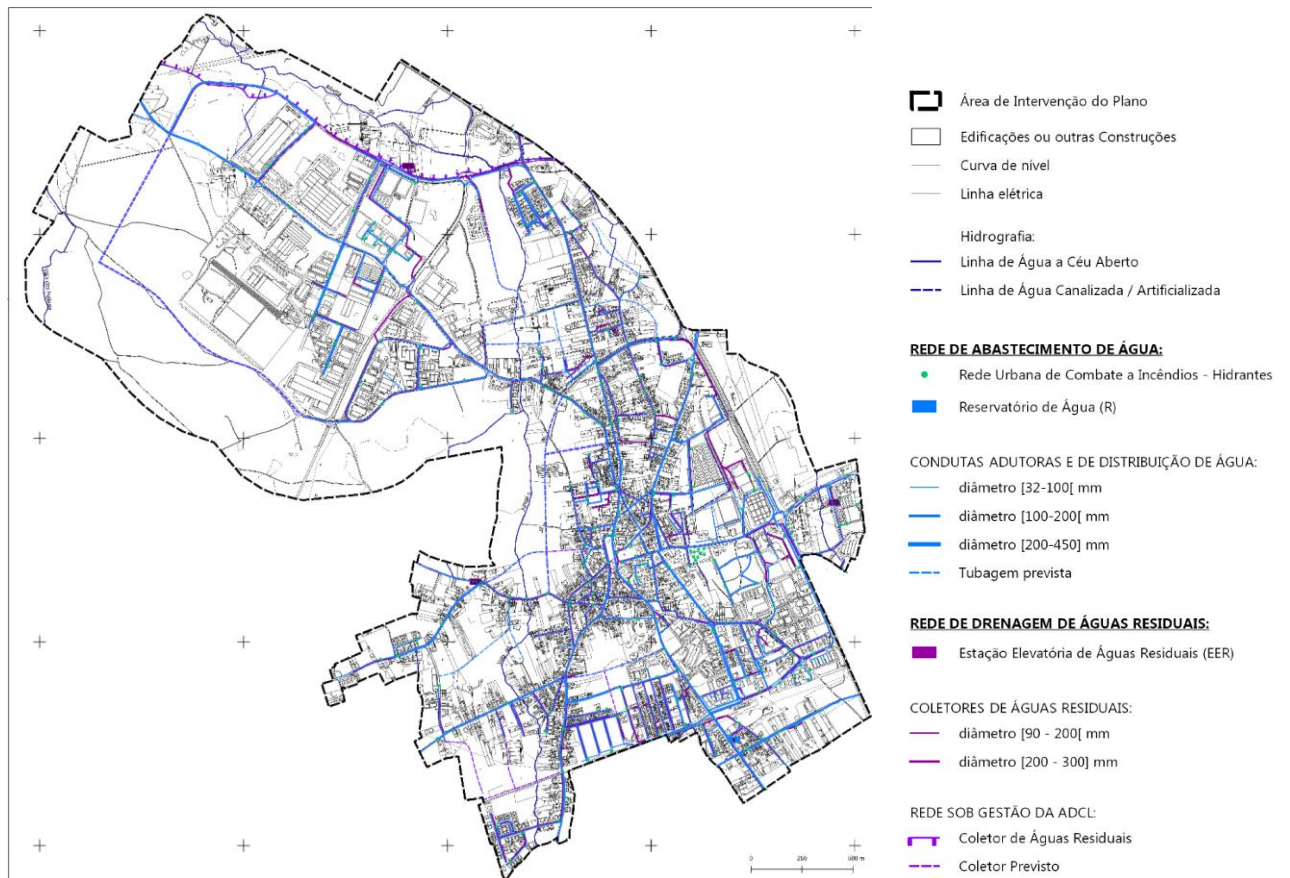 Área de Intervenção do Plano
Edificações ou outras Construções
Curva de nível
Linha elétrica
Hidrografia:
Linha de Água a Céu Aberto
Linha de Água Canalizada / Artificializada
REDE DE ABASTECIMENTO DE ÁGUA:
Rede Urbana de Combate a Incêndios - Hidrantes
Reservatório de Água (R)
CONDUTAS ADUTORAS E DE DISTRIBUIÇÃO DE ÁGUA:
diâmetro [32-100[ mm
diâmetro [100-200[ mm
diâmetro [200-450] mm
Tubagem prevista
REDE DE DRENAGEM DE ÁGUAS RESIDUAIS:
Estação Elevatória de Águas Residuais (EER)
COLETORES DE ÁGUAS RESIDUAIS:
diâmetro [90 - 200[ mm
diâmetro [200 - 300] mm
REDE SOB GESTÃO DA ADCL:
Coletor de Águas Residuais
Coletor Previsto
0 250 500 m